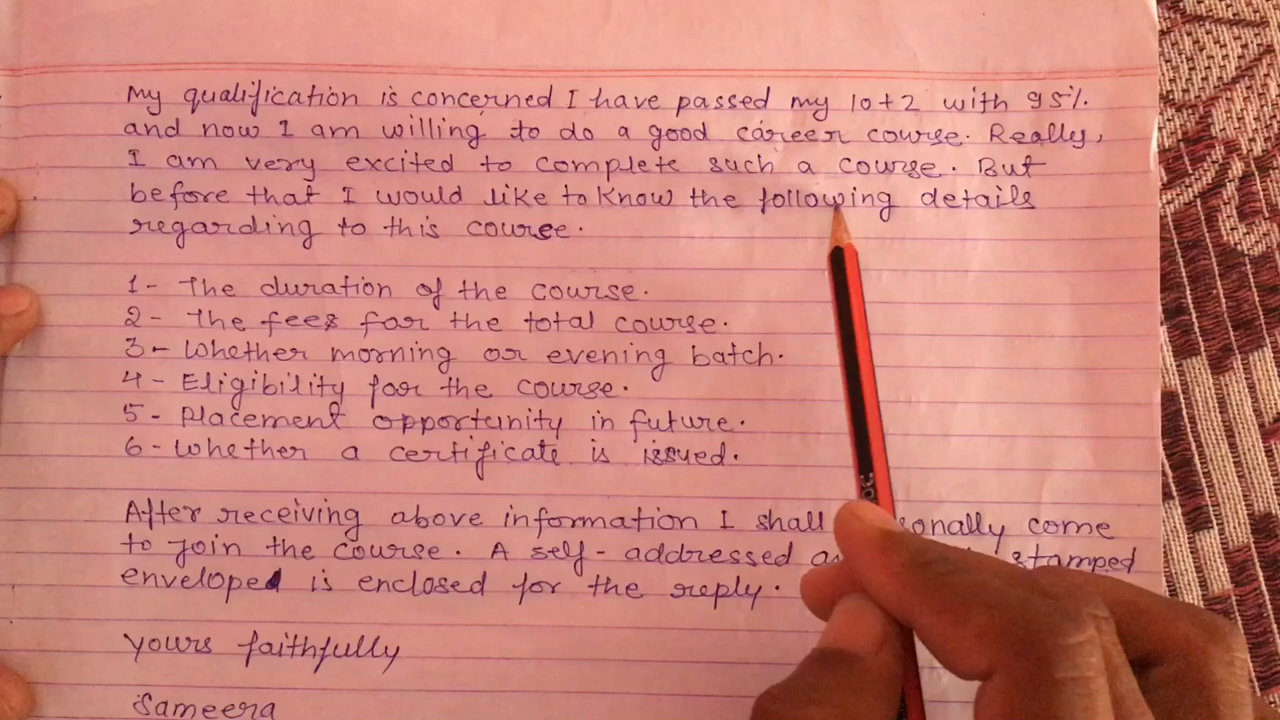 My qualification is concerned I have passed my 10+2 with 95%.
and now I am willing to do a good career course. Really,
I am very excited to complete such a course. But
before that I would like to know the following details
regarding to this course.
1- The duration of the course.
2- The fees for the total course.
3- Whether morning or evening batch.
4- Eligibility for the course.
5- Placement opportunity in future.
6- Whether a certificate is issued.
After receiving above information I shall come
to join the course. A self-addressed stamped
enveloped is enclosed for the reply.
Yours faithfully
Sameera